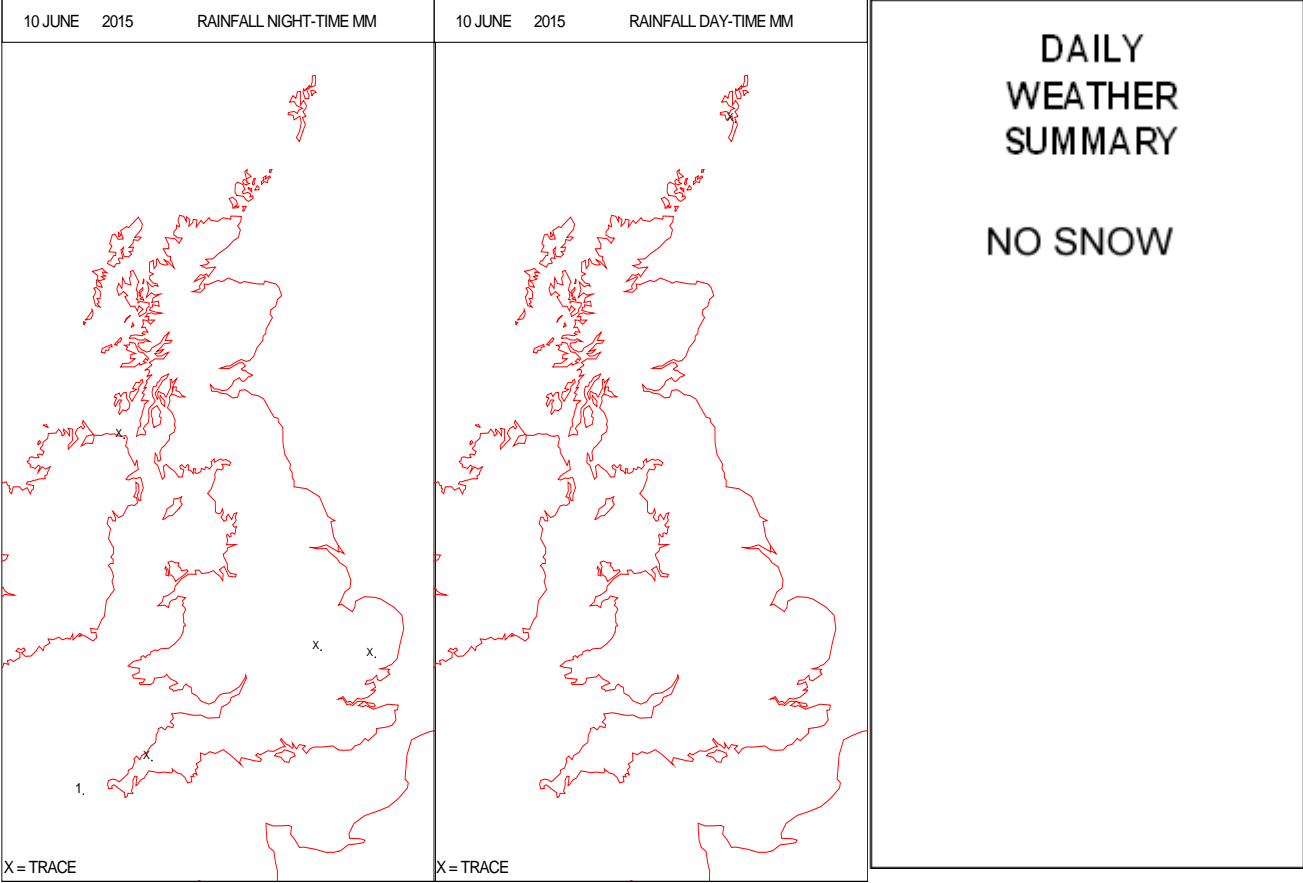 10 JUNE 2015 RAINFALL NIGHT-TIME MM
X.
X.
X.
X.
1.
X = TRACE
10 JUNE 2015 RAINFALL DAY-TIME MM
X.
X = TRACE
DAILY
WEATHER
SUMMARY
NO SNOW